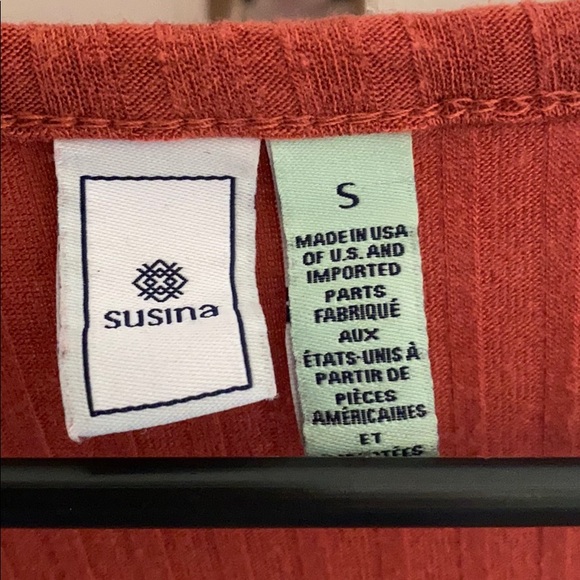 susina
S
MADE IN USA
OF U.S. AND
IMPORTED
PARTS
FABRIQUÉ
AUX
ÉTATS-UNIS À
PARTIR DE
PIÈCES
AMÉRICAINES
ET